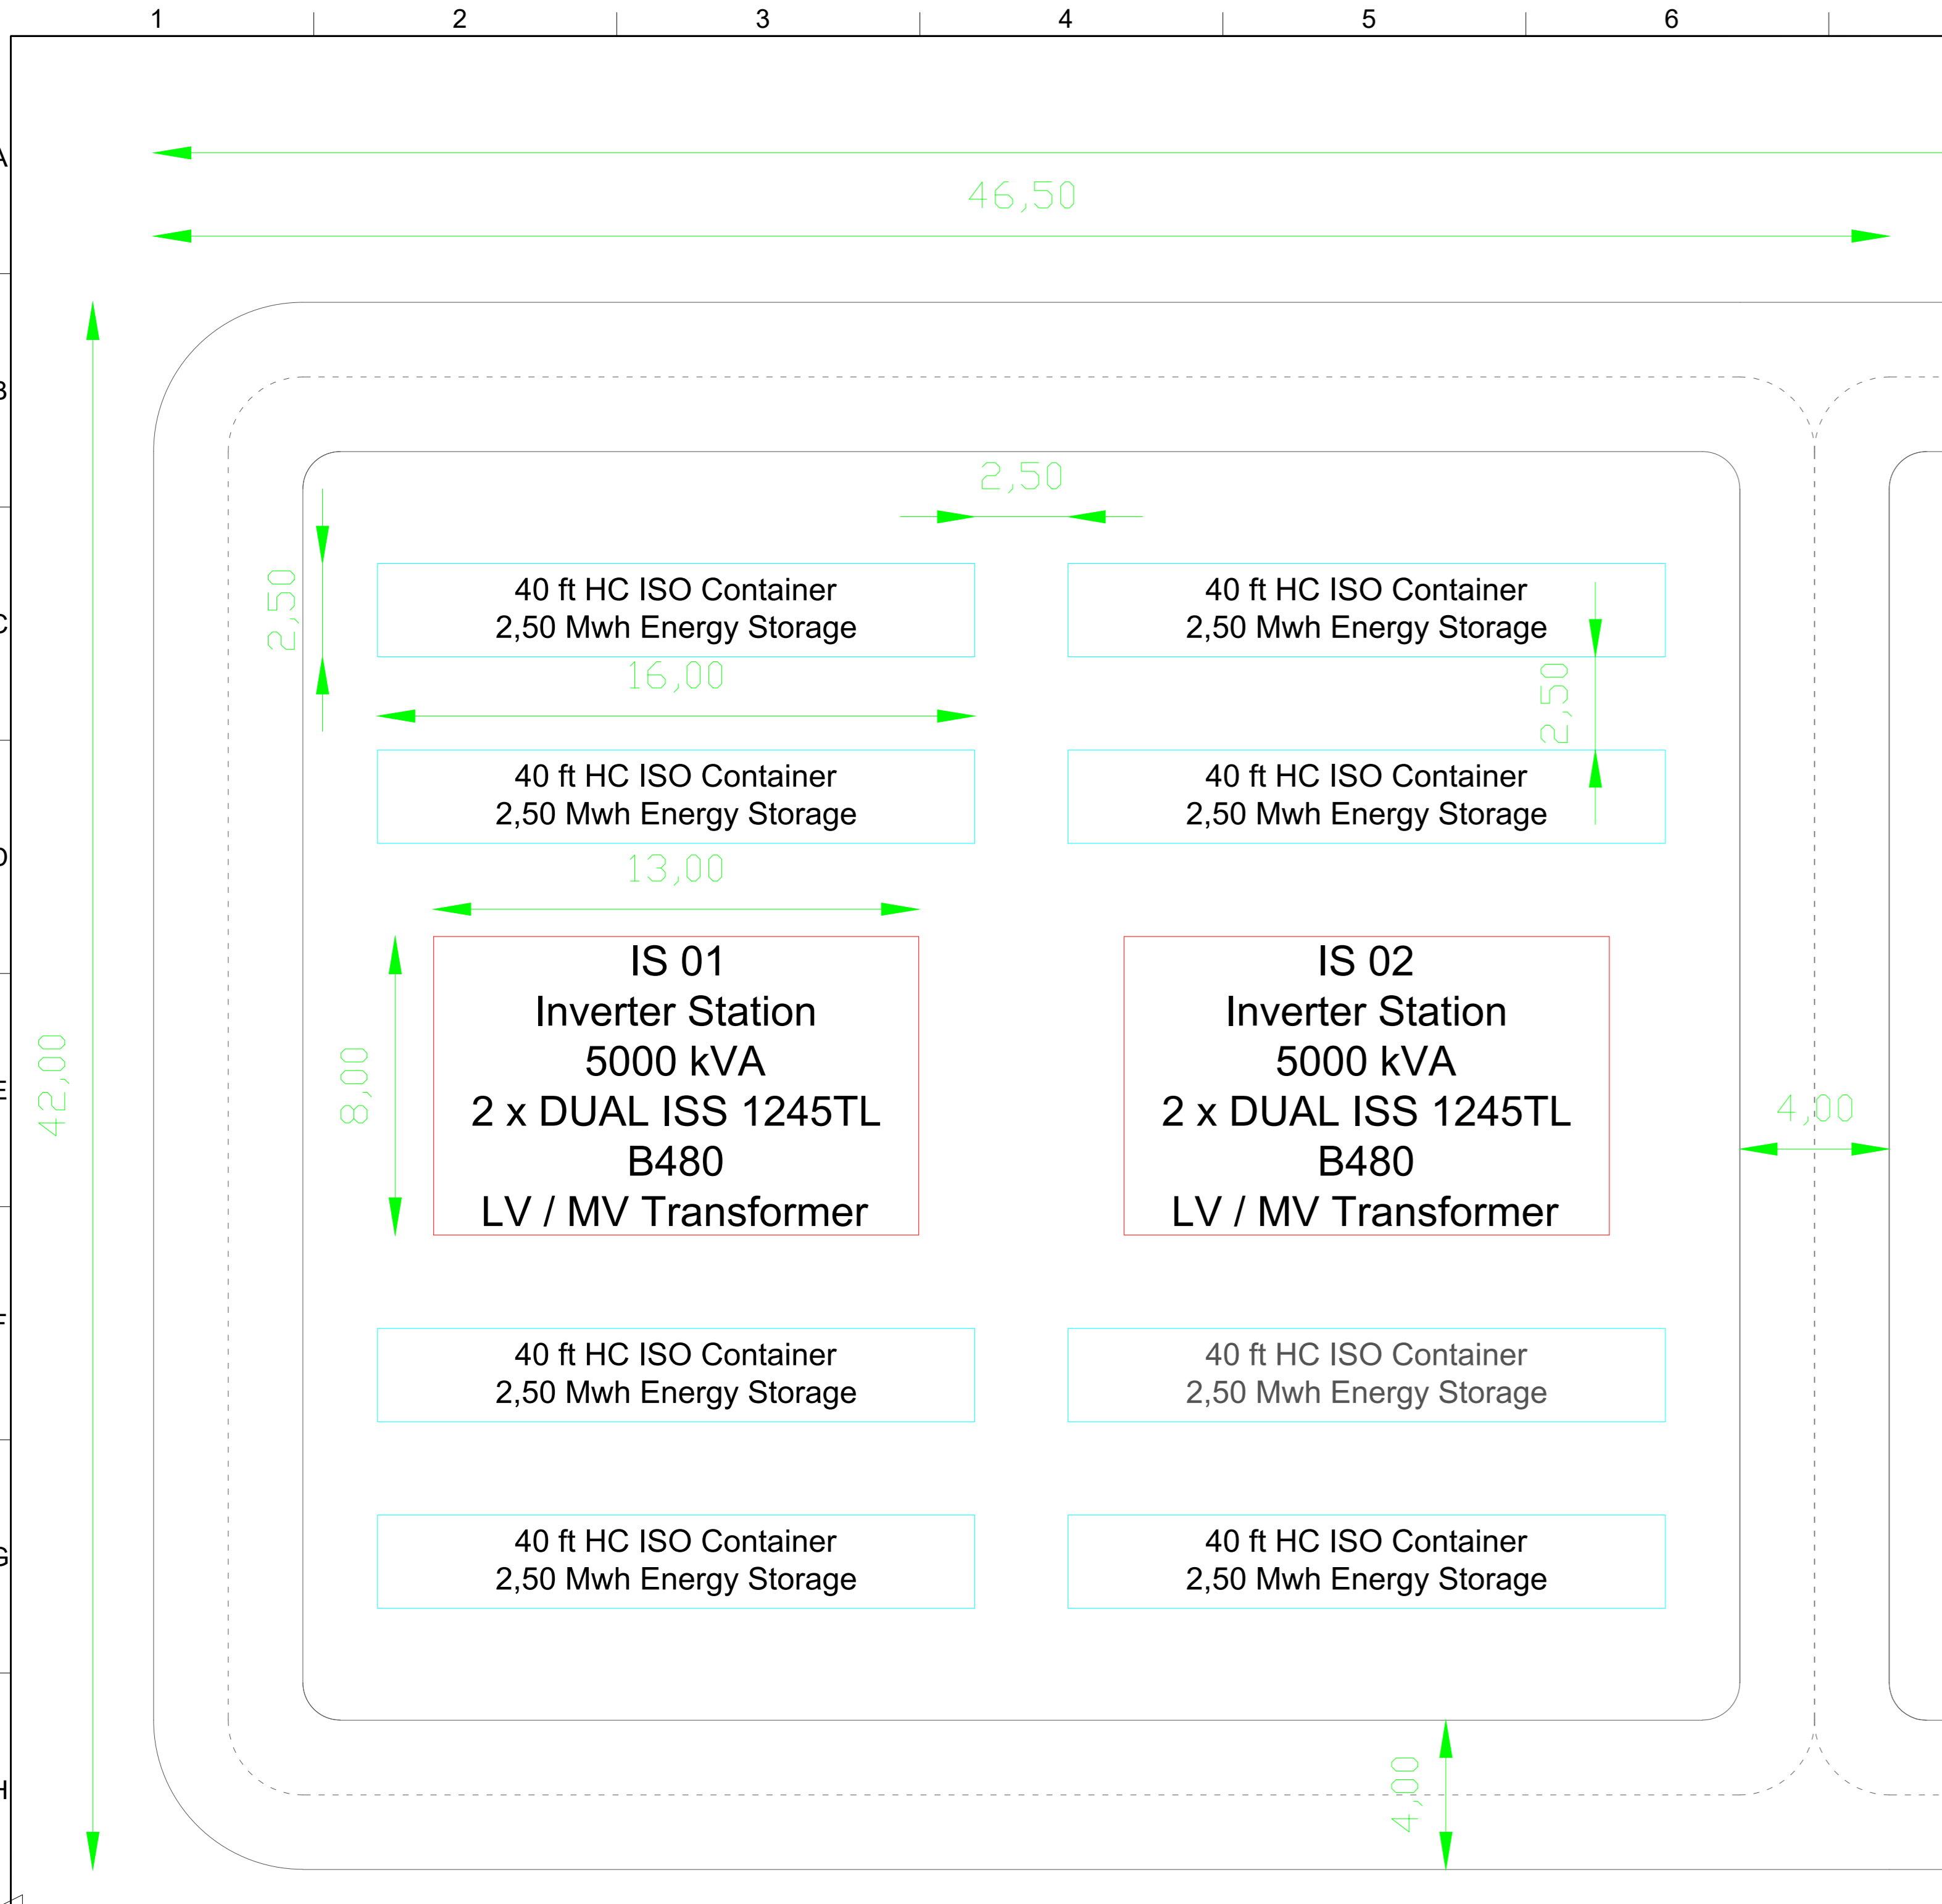 1 2 3 4 5 6
A
46,50
B
2,50
2,50
40 ft HC ISO Container
2,50 Mwh Energy Storage
40 ft HC ISO Container
2,50 Mwh Energy Storage
C
16,00
2,50
40 ft HC ISO Container
2,50 Mwh Energy Storage
40 ft HC ISO Container
2,50 Mwh Energy Storage
D
13,00
42,00
E
8,00
IS 01
Inverter Station
5000 kVA
2 x DUAL ISS 1245TL
B480
LV / MV Transformer
IS 02
Inverter Station
5000 kVA
2 x DUAL ISS 1245TL
B480
LV / MV Transformer
4,00
F
40 ft HC ISO Container
2,50 Mwh Energy Storage
40 ft HC ISO Container
2,50 Mwh Energy Storage
G
40 ft HC ISO Container
2,50 Mwh Energy Storage
40 ft HC ISO Container
2,50 Mwh Energy Storage
H
4,00